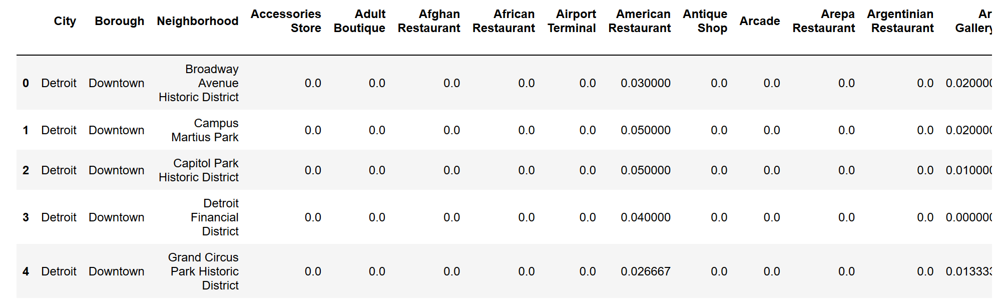 City Borough Neighborhood Accessories Store Adult Boutique Afghan Restaurant African Restaurant Airport Terminal American Restaurant Antique Shop Arcade Arepa Restaurant Argentinian Restaurant Ar Gallery
0 Detroit Downtown Broadway Avenue Historic District 0.0 0.0 0.0 0.0 0.0 0.030000 0.0 0.0 0.0 0.0 0.020000
1 Detroit Downtown Campus Martius Park 0.0 0.0 0.0 0.0 0.0 0.050000 0.0 0.0 0.0 0.0 0.020000
2 Detroit Downtown Capitol Park Historic District 0.0 0.0 0.0 0.0 0.0 0.050000 0.0 0.0 0.0 0.0 0.010000
3 Detroit Downtown Detroit Financial District 0.0 0.0 0.0 0.0 0.0 0.040000 0.0 0.0 0.0 0.0 0.000000
4 Detroit Downtown Grand Circus Park Historic District 0.0 0.0 0.0 0.0 0.0 0.026667 0.0 0.0 0.0 0.0 0.013333